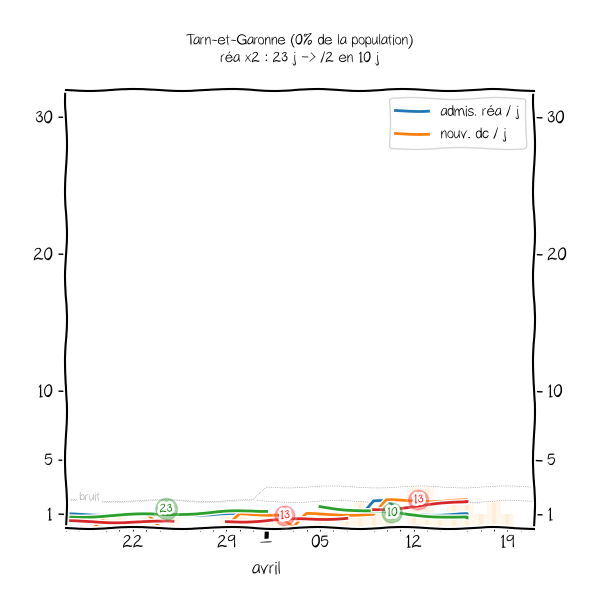 Tarn-et-Garonne (0% de la population)
réa x2 : 23 j -> /2 en 10 j
admis. réa / j
nouv. dc / j
30 30
20 20
10 10
5 5
bruit
23 13 10 13
1 1
22 29 1 05 12 19
avril